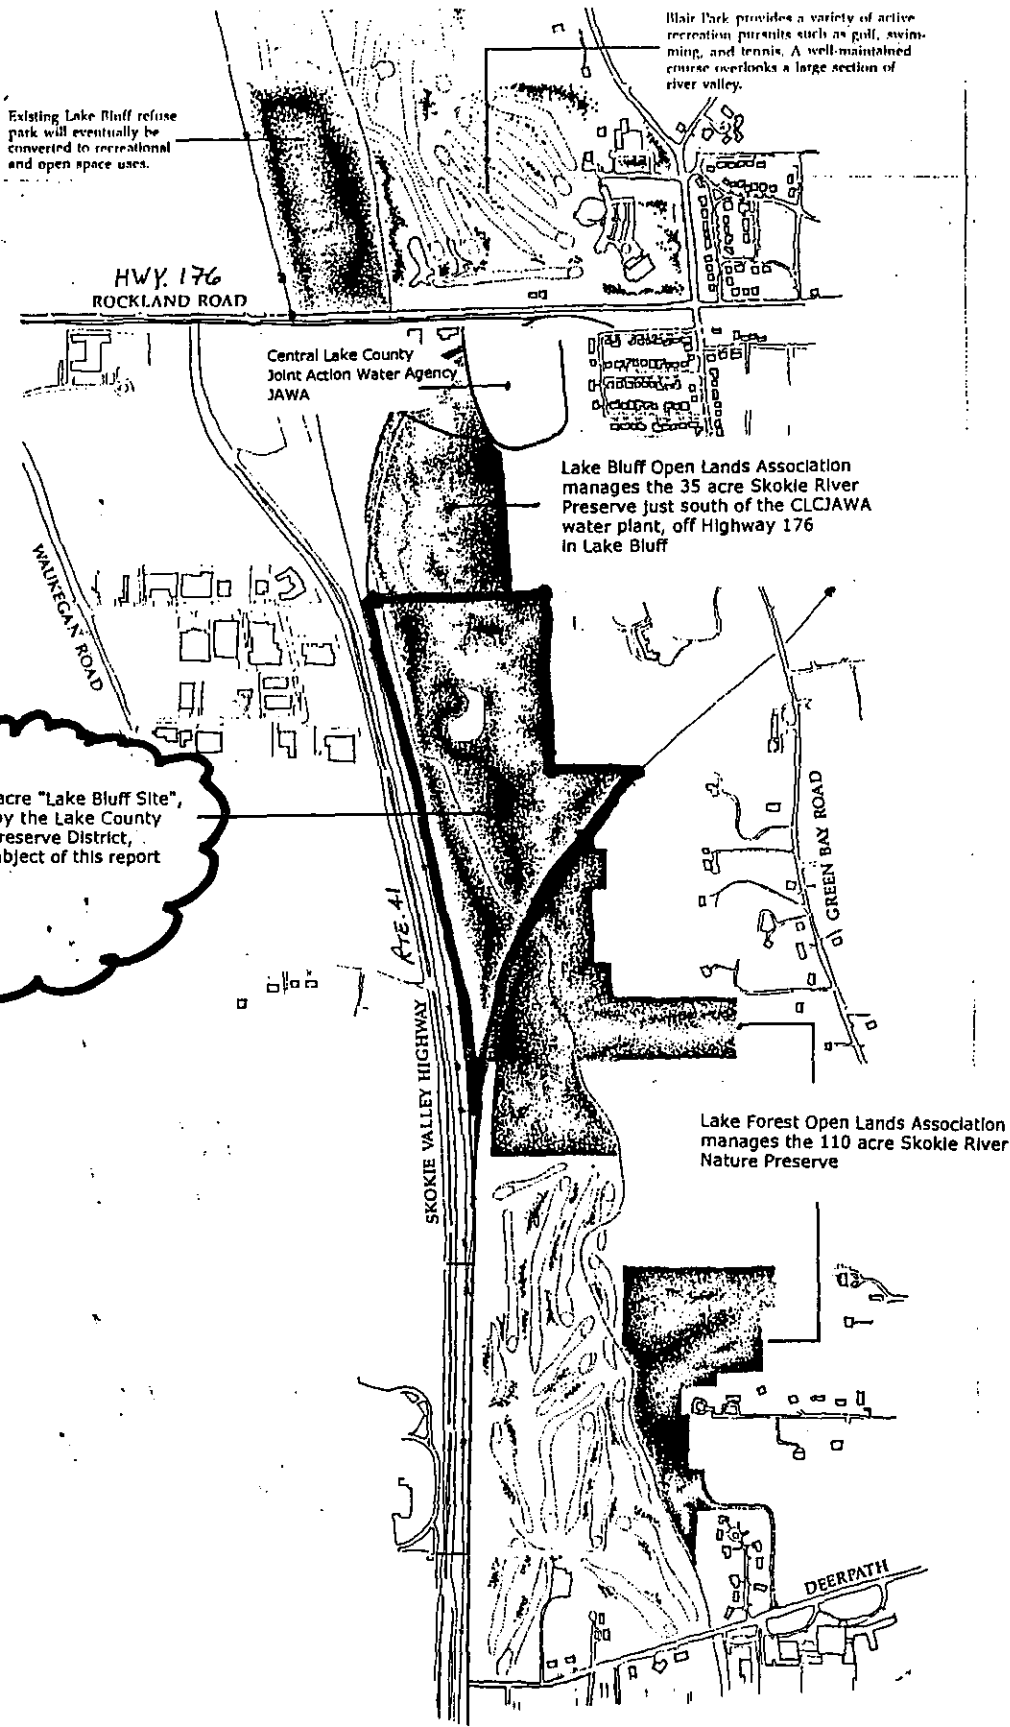 Blair Park provides a variety of active
recreation pursuits such as golf, swim-
ming, and tennis. A well-maintained
course overlooks a large section of
river valley.
Existing Lake Bluff refuse
park will eventually be
converted to recreational
and open space uses.
HWY. 176
ROCKLAND ROAD
Central Lake County
Joint Action Water Agency
JAWA
Lake Bluff Open Lands Association
manages the 35 acre Skokie River
Preserve just south of the CLCJAWA
water plant, off Highway 176
in Lake Bluff
WAUKEGAN ROAD
acre "Lake Bluff Site",
by the Lake County
reserve District,
bject of this report
GREEN BAY ROAD
RTE. 41
SKOKIE VALLEY HIGHWAY
Lake Forest Open Lands Association
manages the 110 acre Skokie River
Nature Preserve
DEERPATH